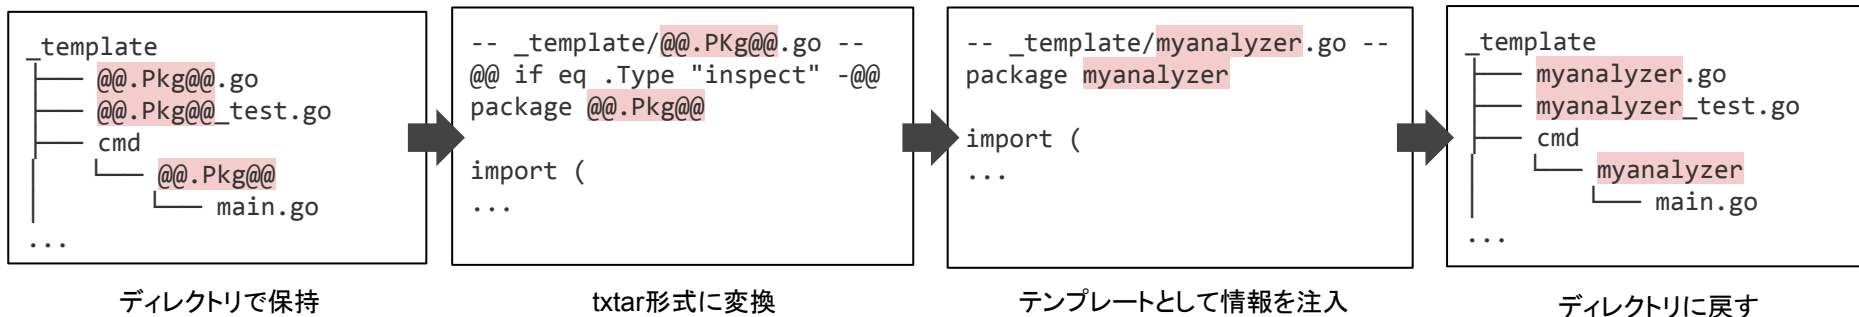 _template
├── @@.Pkg@@.go
├── @@.Pkg@@_test.go
├── cmd
│   └── @@.Pkg@@
│       └── main.go
...
ディレクトリで保持
-- _template/@@.PKg@@.go --
@@ if eq .Type "inspect" -@@
package @@.Pkg@@
import (
...
txtar形式に変換
-- _template/myanalyzer.go --
package myanalyzer
import (
...
テンプレートとして情報を注入
_template
├── myanalyzer.go
├── myanalyzer_test.go
├── cmd
│   └── myanalyzer
│       └── main.go
...
ディレクトリに戻す